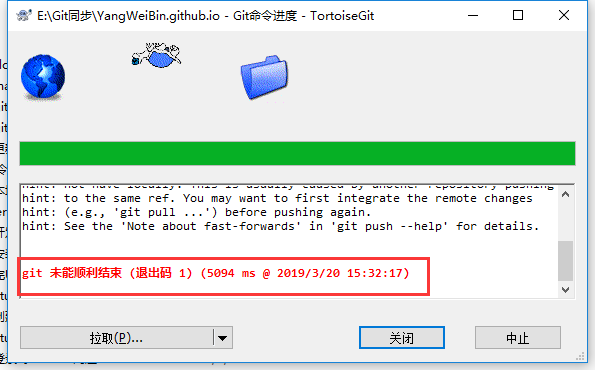 E:\Git同步\YangWeiBin.github.io - Git命令进度 - TortoiseGit
hint: not have locally. This is usually caused by another repository pushing
hint: to the same ref. You may want to first integrate the remote changes
hint: (e.g., 'git pull ...') before pushing again.
hint: See the 'Note about fast-forwards' in 'git push --help' for details.
git 未能顺利结束 (退出码 1) (5094 ms @ 2019/3/20 15:32:17)
拉取(P)...
关闭
中止